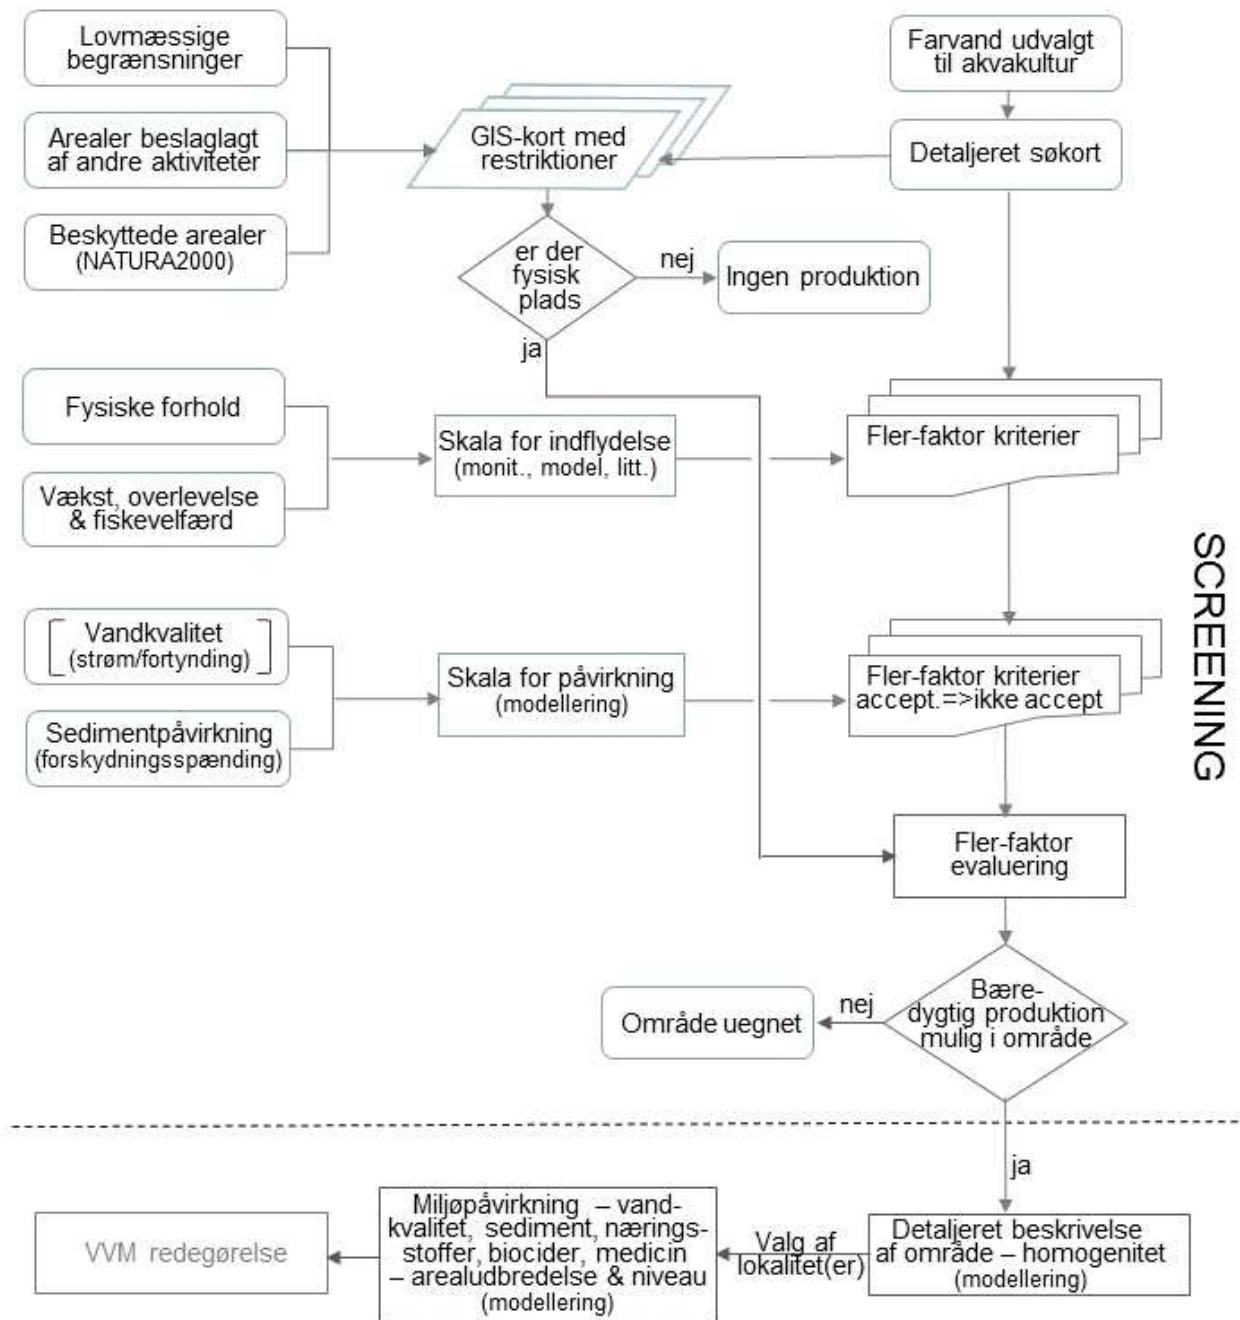 Lovmæssige
begrænsninger
Farvand udvalgt
til akvakultur
Arealer beslaglagt
af andre aktiviteter
GIS-kort med
restriktioner
Detaljeret søkort
Beskyttede arealer
(NATURA2000)
er der
fysisk
plads
nej
Ingen produktion
ja
Fysiske forhold
Skala for indflydelse
(monit., model, litt.)
Fler-faktor kriterier
Vækst, overlevelse
& fiskevelfærd
SCREENING
Vandkvalitet
(strøm/fortynding)
Skala for påvirkning
(modellering)
Fler-faktor kriterier
accept.=>ikke accept
Sedimentpåvirkning
(forskydningsspænding)
Fler-faktor
evaluering
Bære-
dygtig produktion
mulig i område
nej
Område uegnet
ja
Detaljeret beskrivelse
af område – homogenitet
(modellering)
Valg af
lokalitet(er)
Miljøpåvirkning – vand-
kvalitet, sediment, nærings-
stoffer, biocider, medicin
– arealudbredelse & niveau
(modellering)
VVM redegørelse